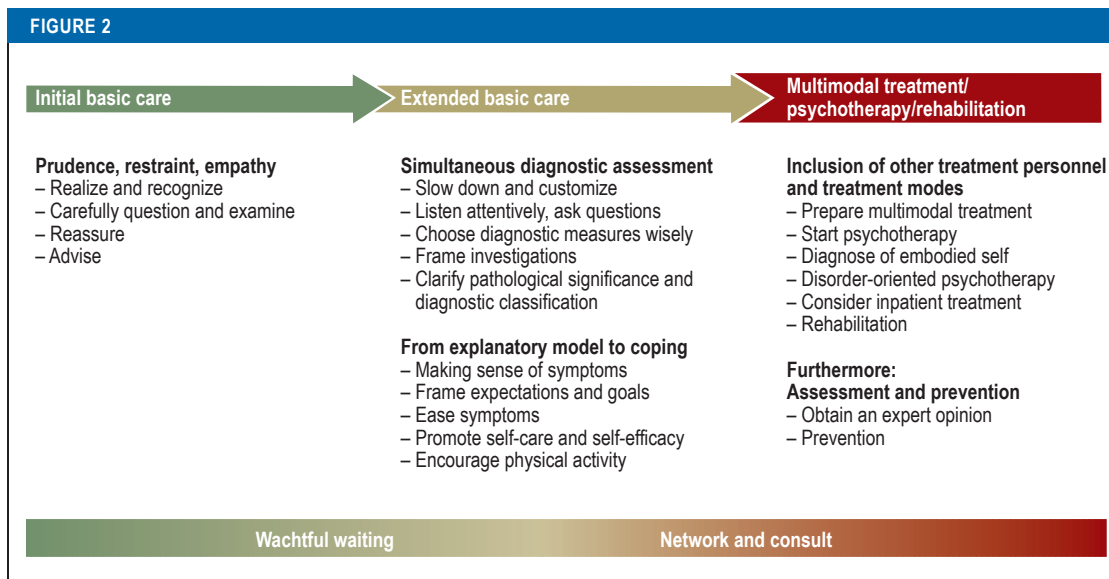 FIGURE 2
Initial basic care
Extended basic care
Multimodal treatment/
psychotherapy/rehabilitation
Prudence, restraint, empathy
– Realize and recognize
– Carefully question and examine
– Reassure
– Advise
Simultaneous diagnostic assessment
– Slow down and customize
– Listen attentively, ask questions
– Choose diagnostic measures wisely
– Frame investigations
– Clarify pathological significance and
diagnostic classification
From explanatory model to coping
– Making sense of symptoms
– Frame expectations and goals
– Ease symptoms
– Promote self-care and self-efficacy
– Encourage physical activity
Inclusion of other treatment personnel
and treatment modes
– Prepare multimodal treatment
– Start psychotherapy
– Diagnose of embodied self
– Disorder-oriented psychotherapy
– Consider inpatient treatment
– Rehabilitation
Furthermore:
Assessment and prevention
– Obtain an expert opinion
– Prevention
Wachtful waiting
Network and consult